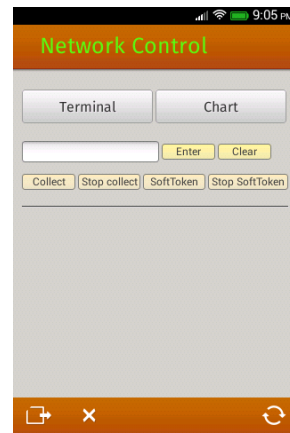 9:05 PM
Network Control
Terminal Chart
Enter Clear
Collect Stop collect SoftToken Stop SoftToken